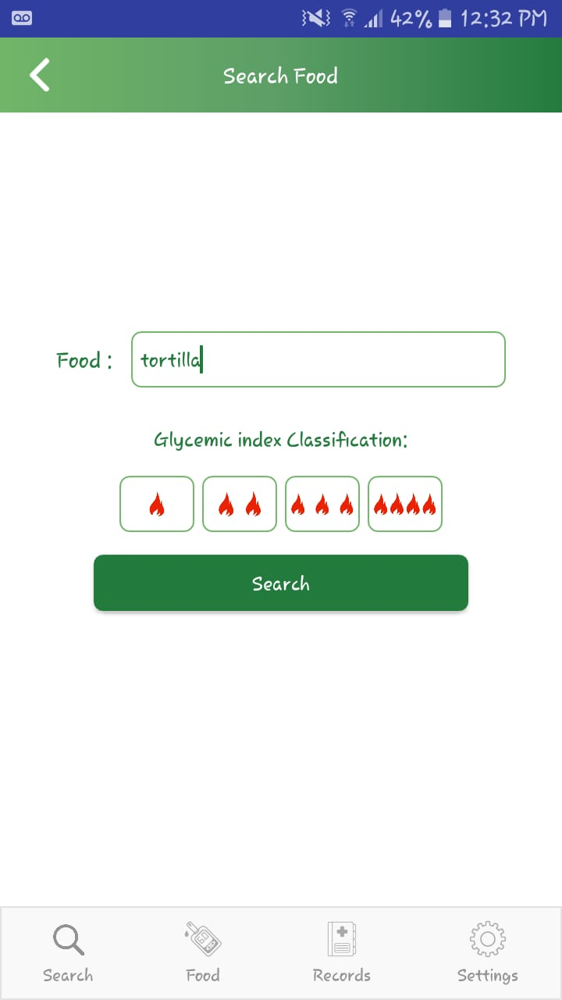 42% 12:32 PM
Search Food
Food : tortilla
Glycemic index Classification:
Search
Search Food Records Settings